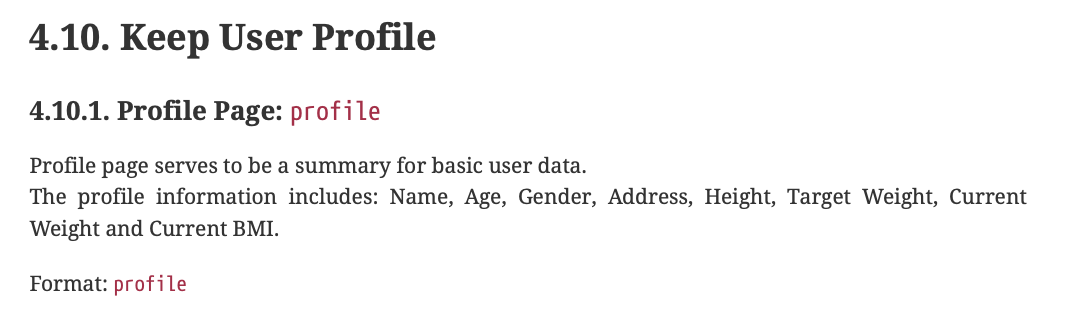 4.10. Keep User Profile
4.10.1. Profile Page: profile
Profile page serves to be a summary for basic user data.
The profile information includes: Name, Age, Gender, Address, Height, Target Weight, Current
Weight and Current BMI.
Format: profile